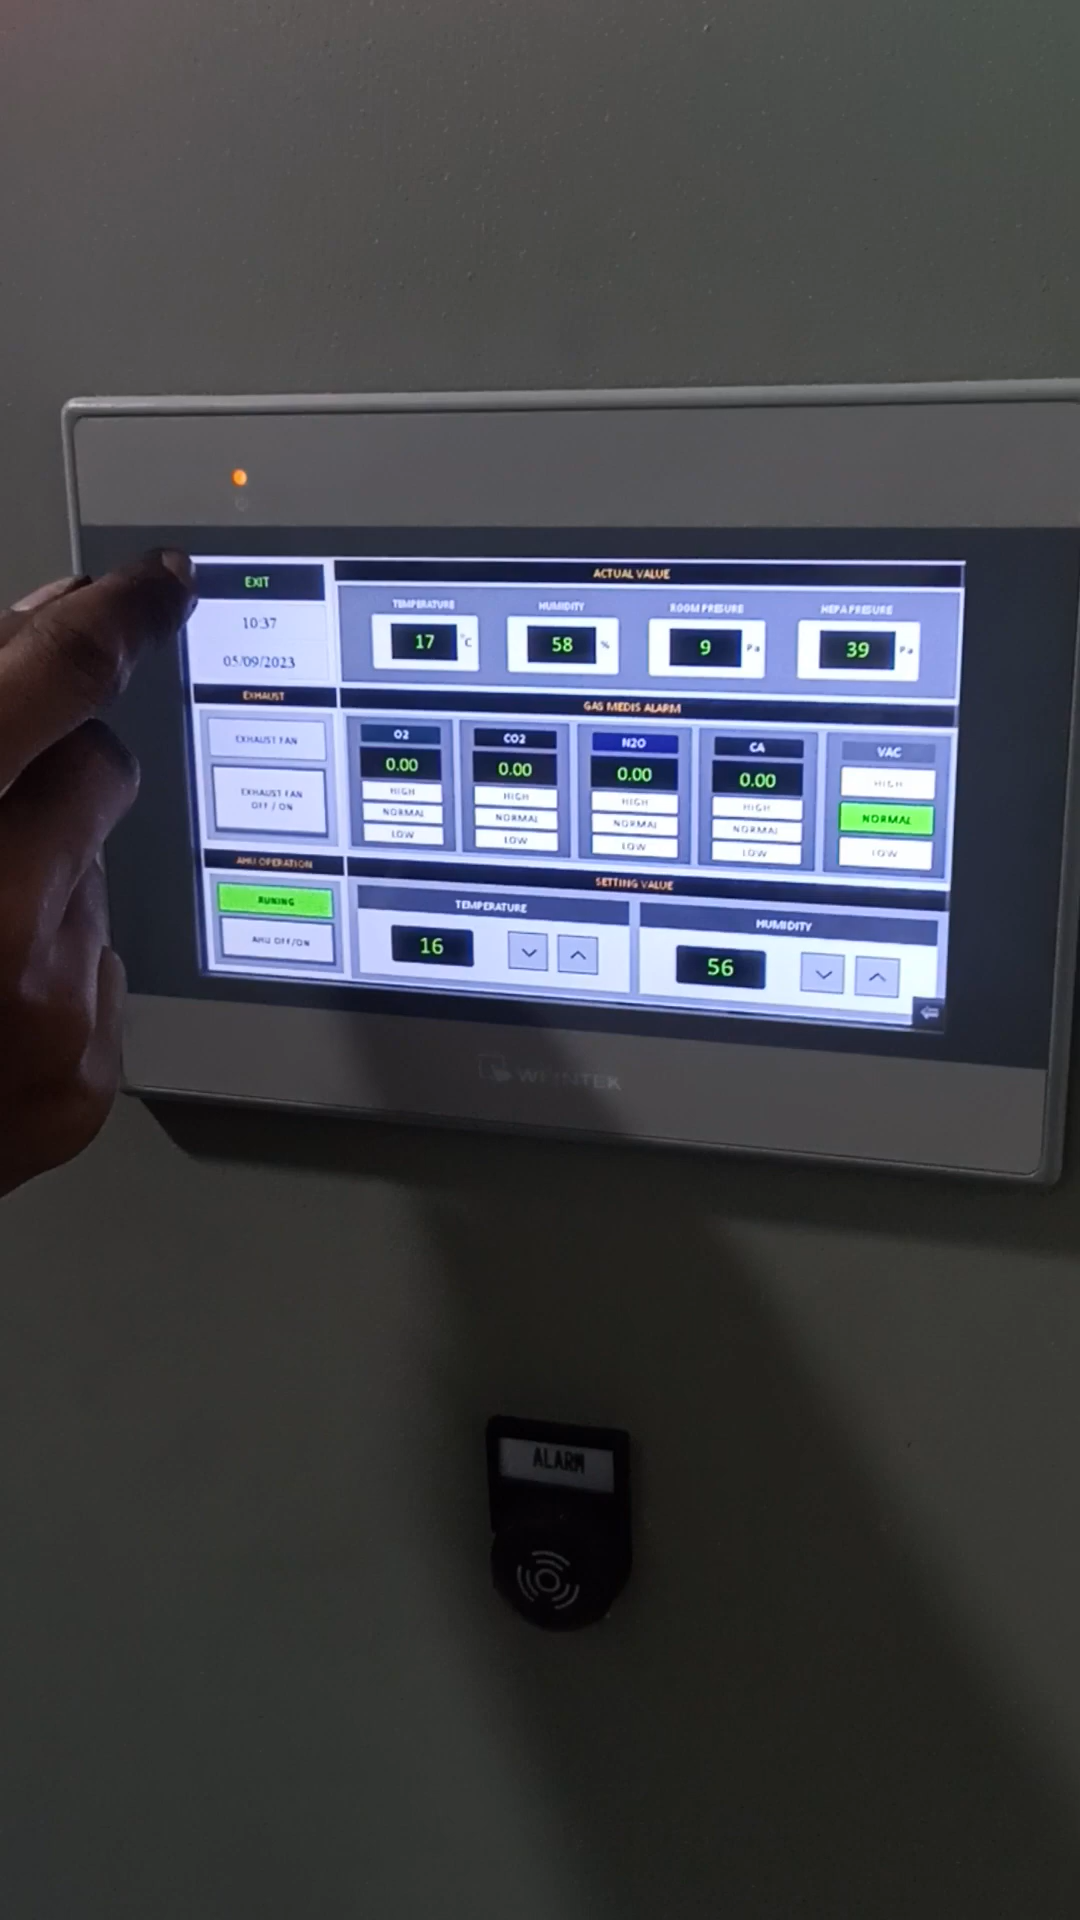 EXIT
10:37
05/09/2023
ACTUAL VALUE
TEMPERATURE HUMIDITY ROOM PRESURE HEPA PRESURE
17 °C 58 % 9 Pa 39 Pa
EXHAUST
EXHAUST FAN
EXHAUST FAN
OFF / ON
GAS MEDIS ALARM
O2 CO2 N2O CA VAC
0.00 0.00 0.00 0.00
HIGH HIGH HIGH HIGH HIGH
NORMAL NORMAL NORMAL NORMAL NORMAL
LOW LOW LOW LOW LOW
AHU OPERATION
RUNING
AHU OFF/ON
SETTING VALUE
TEMPERATURE HUMIDITY
16 56
WEINTEK
ALARM